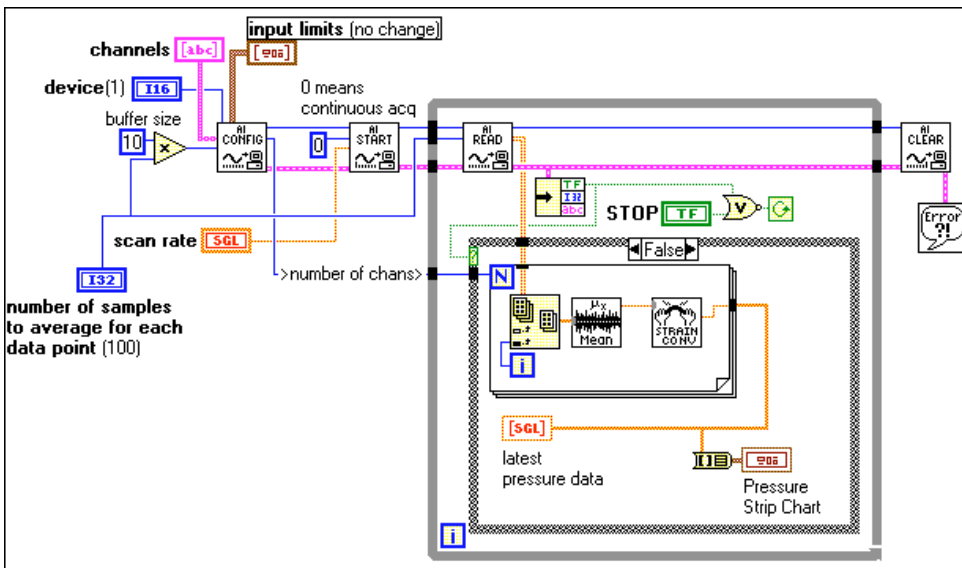 input limits (no change)
channels [abc]
device(1) I16
buffer size
10 x
AI CONFIG
0 means
continuous acq
0
AI START
AI READ
AI CLEAR
Error ?!
TF
I32
abc
STOP TF
V
scan rate SGL
I32
number of samples
to average for each
data point (100)
>number of chans>
?
False
N
i
μx
Mean
STRAIN CONV
[SGL]
latest
pressure data
Pressure
Strip Chart
i